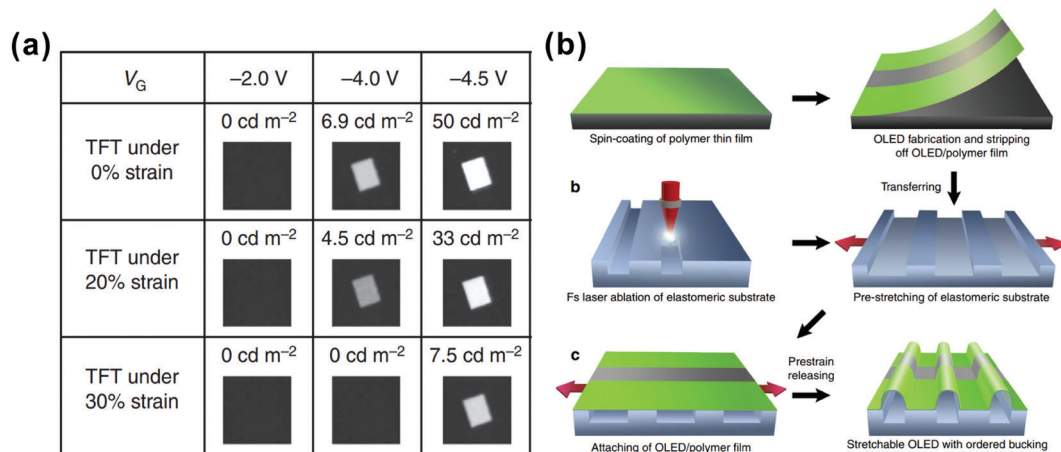 (a)
V_G –2.0 V –4.0 V –4.5 V
TFT under
0% strain
0 cd m⁻² 6.9 cd m⁻² 50 cd m⁻²
TFT under
20% strain
0 cd m⁻² 4.5 cd m⁻² 33 cd m⁻²
TFT under
30% strain
0 cd m⁻² 0 cd m⁻² 7.5 cd m⁻²
(b)
Spin-coating of polymer thin film
OLED fabrication and stripping
off OLED/polymer film
Transferring
b
Fs laser ablation of elastomeric substrate
Pre-stretching of elastomeric substrate
c
Attaching of OLED/polymer film
Prestrain
releasing
Stretchable OLED with ordered bucking